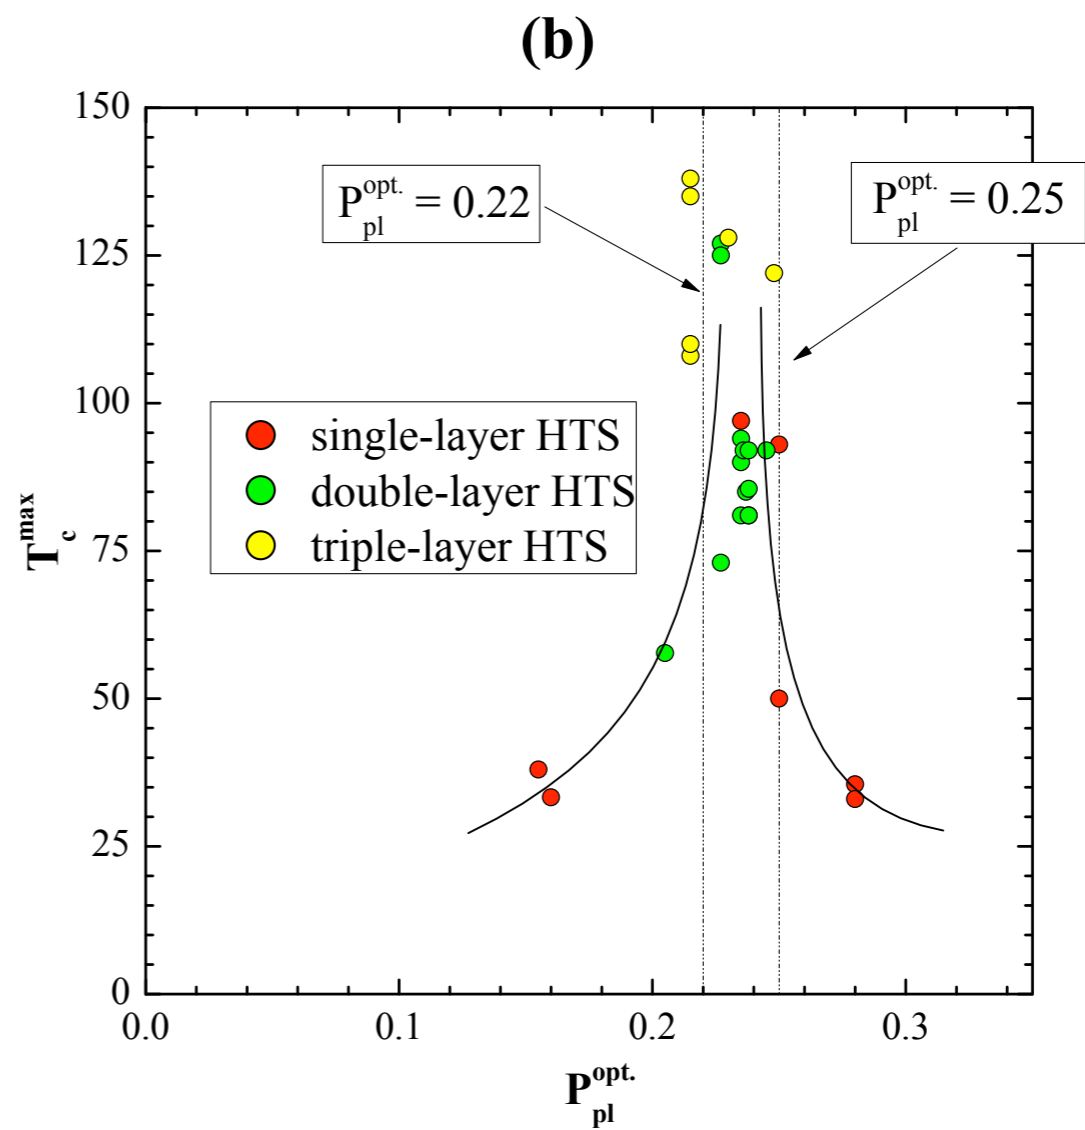 (b)
150
125
100
75
50
25
0
T_c^max
P_pl^opt. = 0.22
P_pl^opt. = 0.25
single-layer HTS
double-layer HTS
triple-layer HTS
0.0 0.1 0.2 0.3
P_pl^opt.